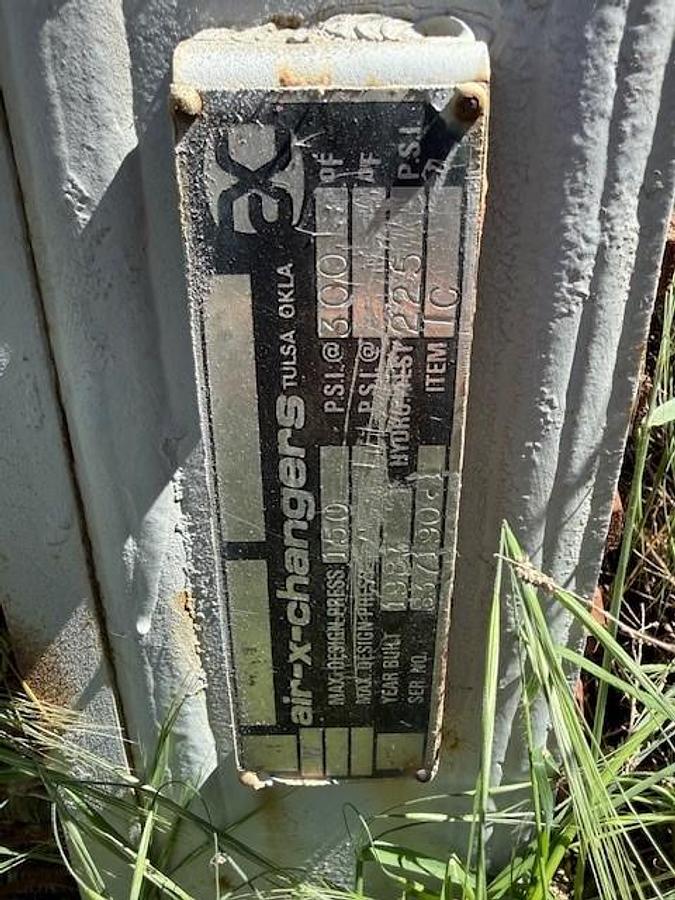 AXC
air-x-changers TULSA, OKLA.
MAX. DESIGN PRESS. 150 P.S.I. @ 300 °F
MAX. DESIGN PRESS. P.S.I. @ °F
YEAR BUILT HYDRO. TEST 225 P.S.I.
SER. NO. ITEM 1C